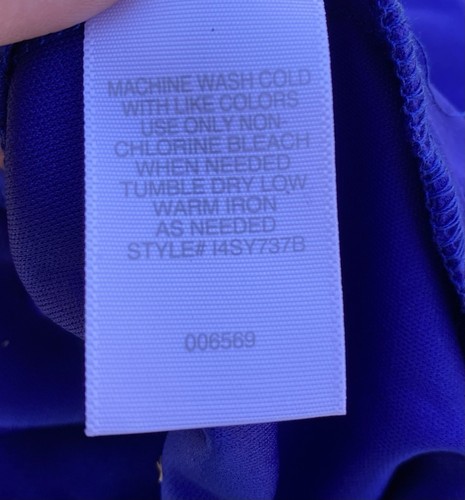 MACHINE WASH COLD
WITH LIKE COLORS
USE ONLY NON-
CHLORINE BLEACH
WHEN NEEDED
TUMBLE DRY LOW
WARM IRON
AS NEEDED
STYLE# I4SY737B
006569